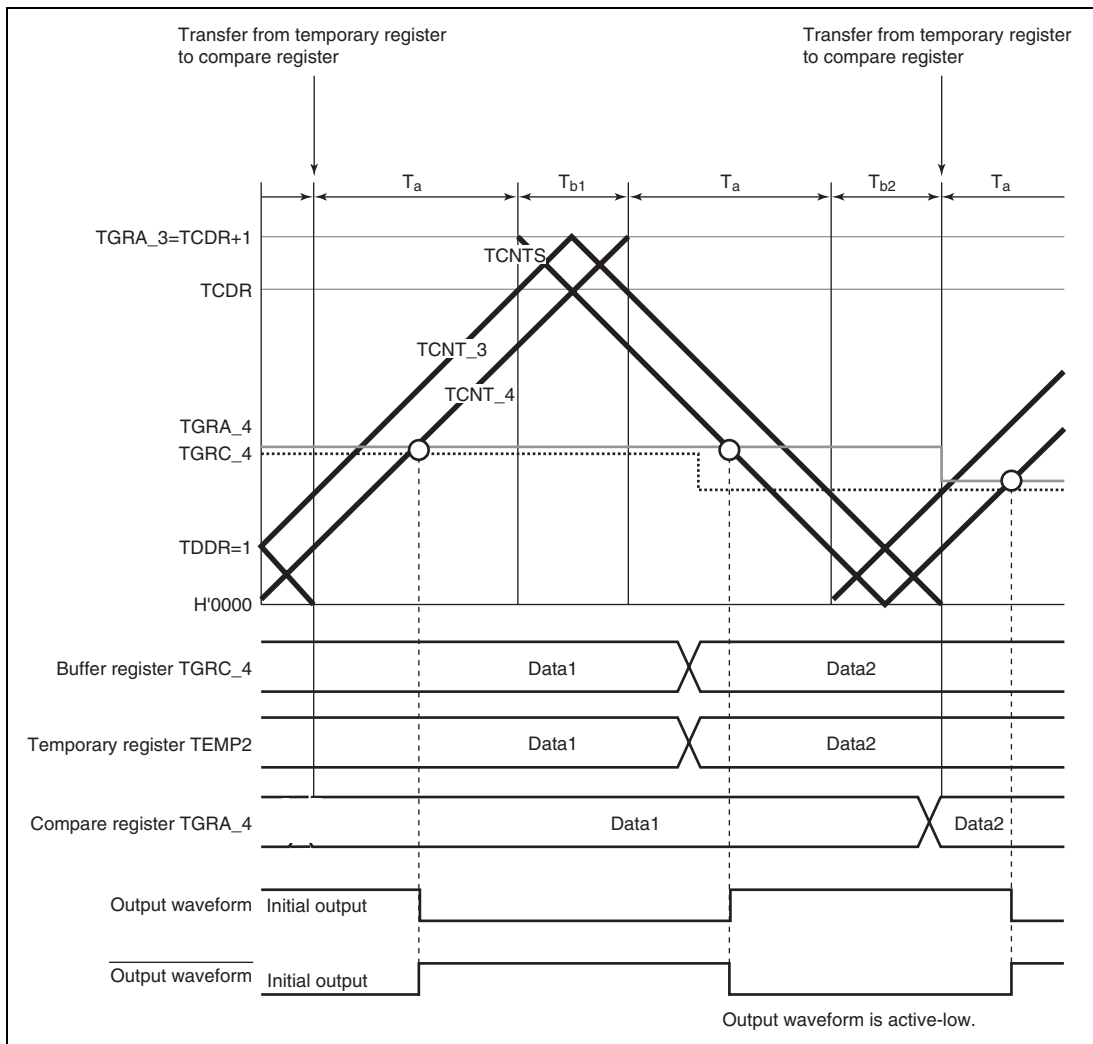 Transfer from temporary register
to compare register
Transfer from temporary register
to compare register
Ta Tb1 Ta Tb2 Ta
TGRA_3=TCDR+1
TCNTS
TCDR
TCNT_3
TCNT_4
TGRA_4
TGRC_4
TDDR=1
H'0000
Buffer register TGRC_4 Data1 Data2
Temporary register TEMP2 Data1 Data2
Compare register TGRA_4 Data1 Data2
Output waveform Initial output
Output waveform Initial output
Output waveform is active-low.